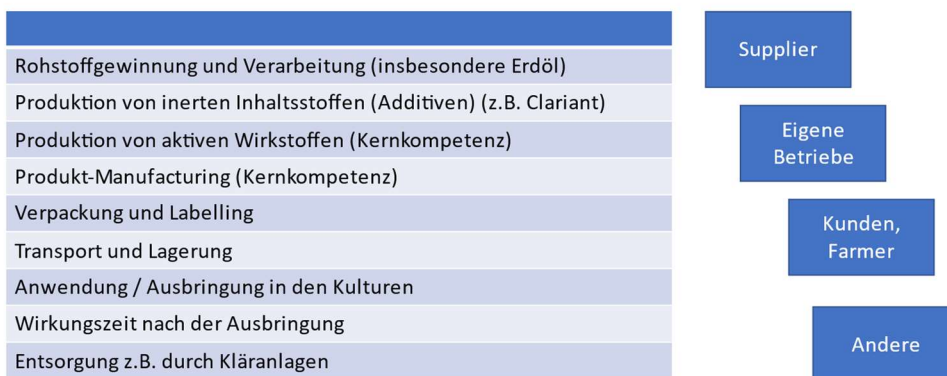 Rohstoffgewinnung und Verarbeitung (insbesondere Erdöl)
Produktion von inerten Inhaltsstoffen (Additiven) (z.B. Clariant)
Produktion von aktiven Wirkstoffen (Kernkompetenz)
Produkt-Manufacturing (Kernkompetenz)
Verpackung und Labelling
Transport und Lagerung
Anwendung / Ausbringung in den Kulturen
Wirkungszeit nach der Ausbringung
Entsorgung z.B. durch Kläranlagen
Supplier
Eigene
Betriebe
Kunden,
Farmer
Andere